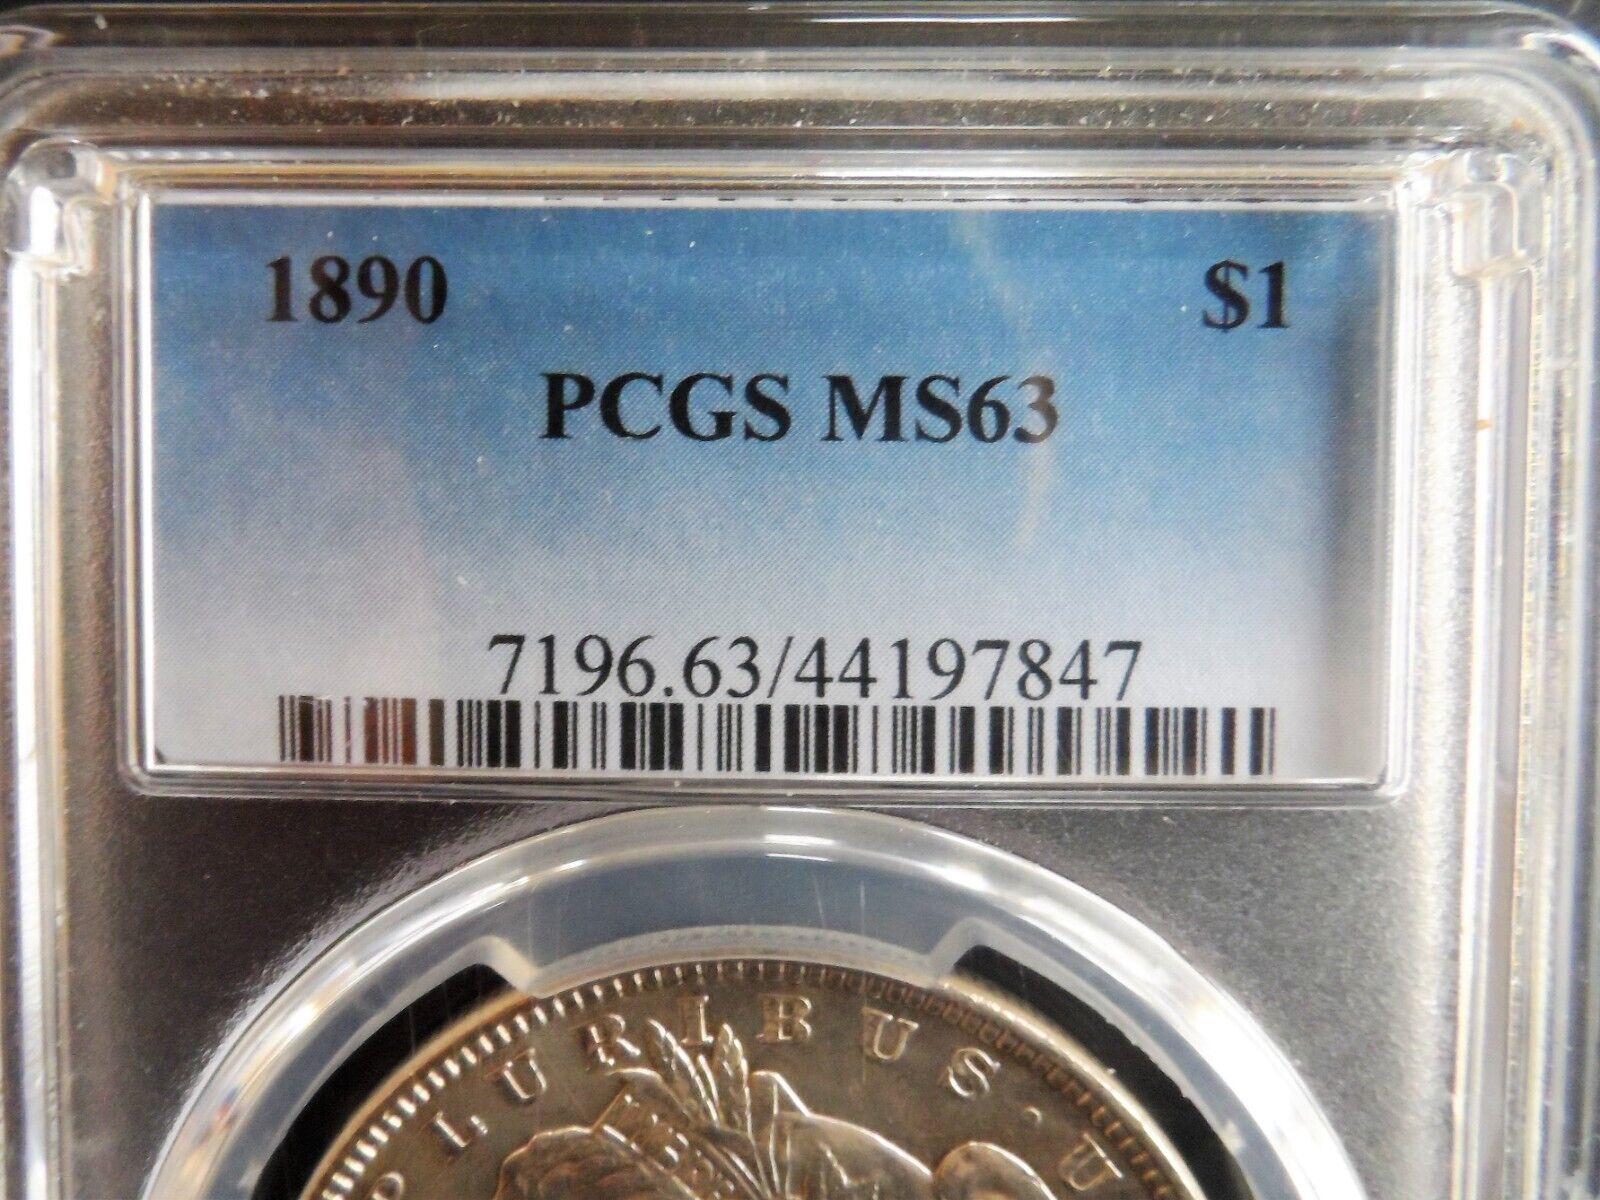 1890 $1
PCGS MS63
7196.63/44197847
PLURIBUS · U